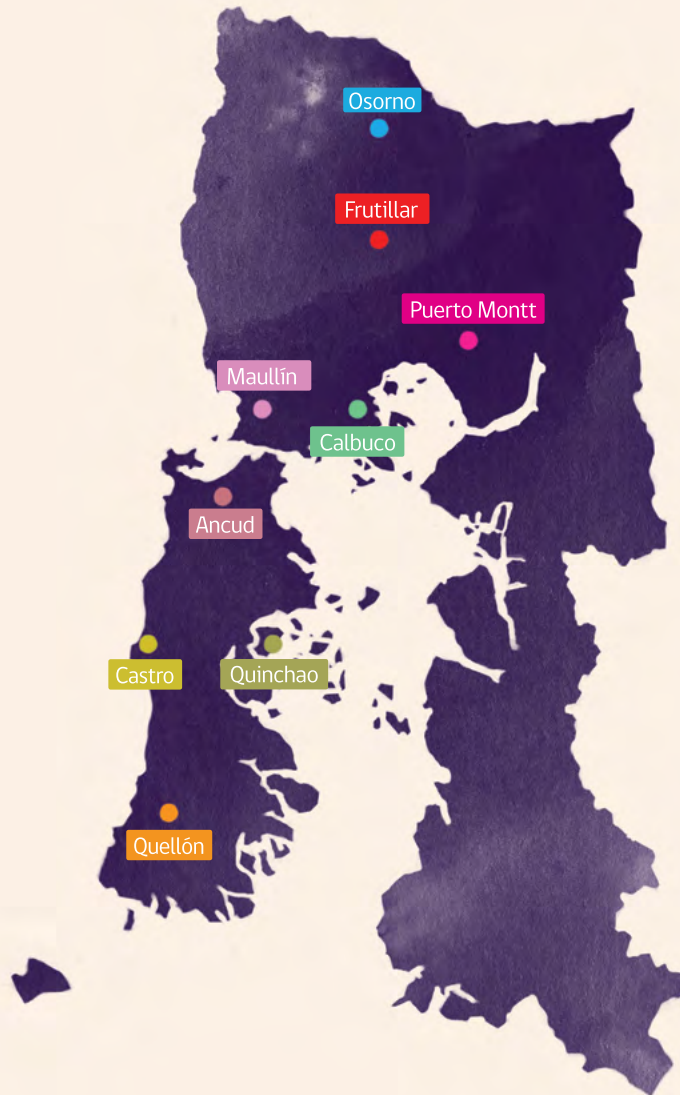 Osorno
Frutillar
Puerto Montt
Maullín
Calbuco
Ancud
Castro
Quinchao
Quellón